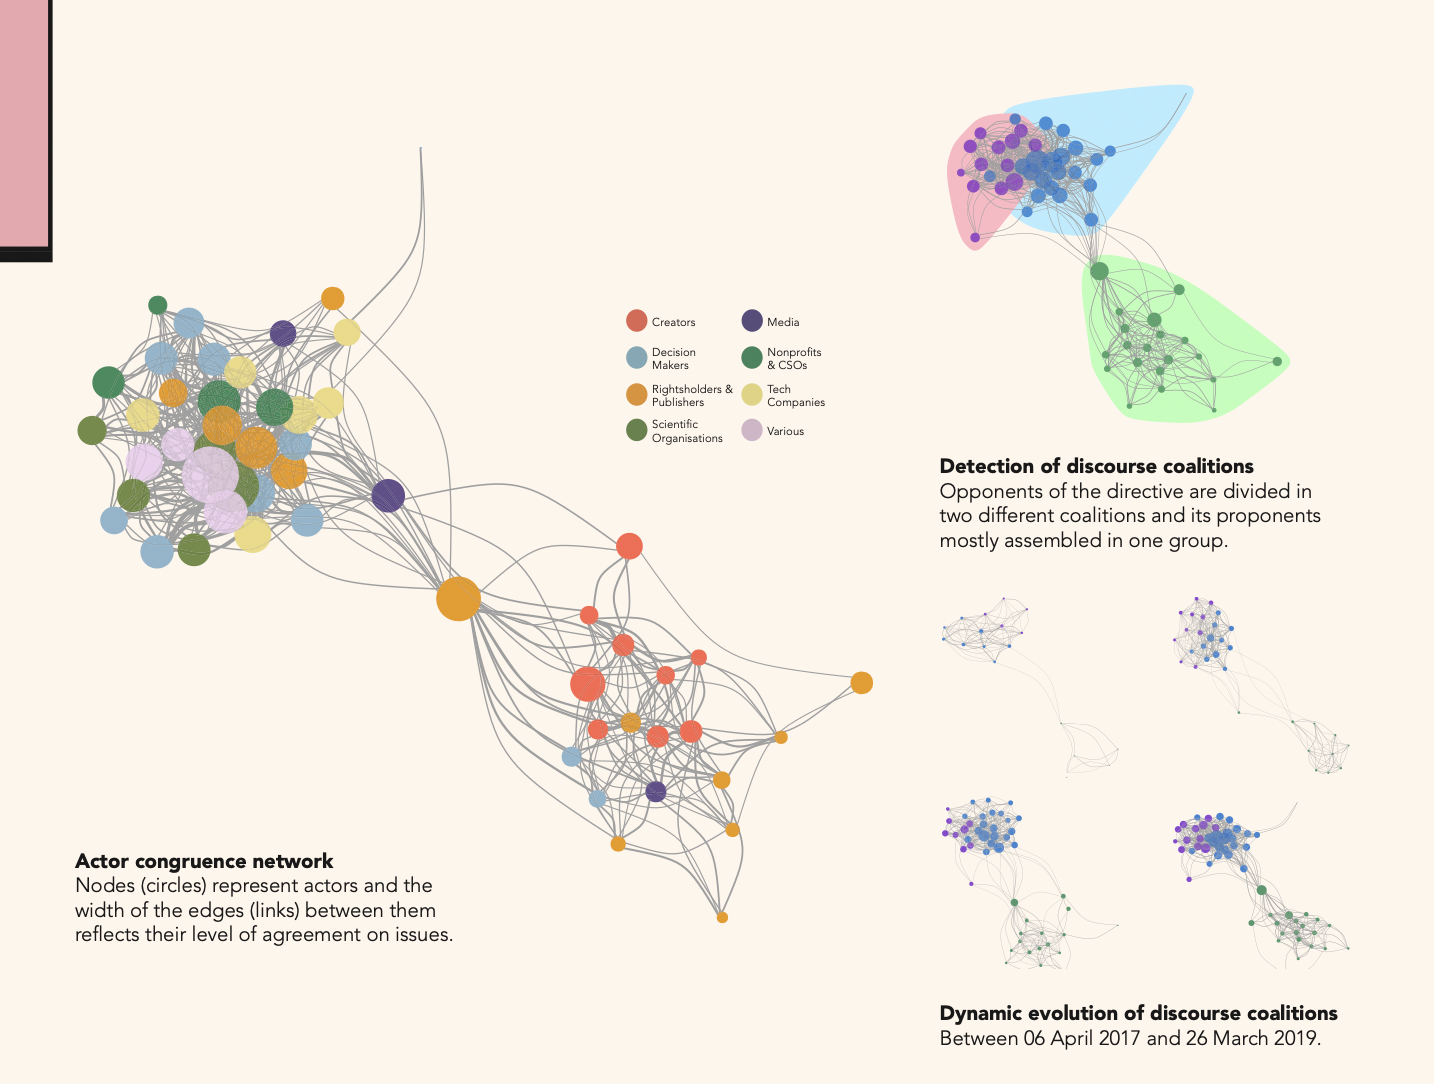 Creators
Media
Decision
Makers
Nonprofits
& CSOs
Rightsholders &
Publishers
Tech
Companies
Scientific
Organisations
Various
Detection of discourse coalitions
Opponents of the directive are divided in
two different coalitions and its proponents
mostly assembled in one group.
Actor congruence network
Nodes (circles) represent actors and the
width of the edges (links) between them
reflects their level of agreement on issues.
Dynamic evolution of discourse coalitions
Between 06 April 2017 and 26 March 2019.